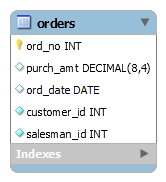 orders
ord_no INT
purch_amt DECIMAL(8,4)
ord_date DATE
customer_id INT
salesman_id INT
Indexes